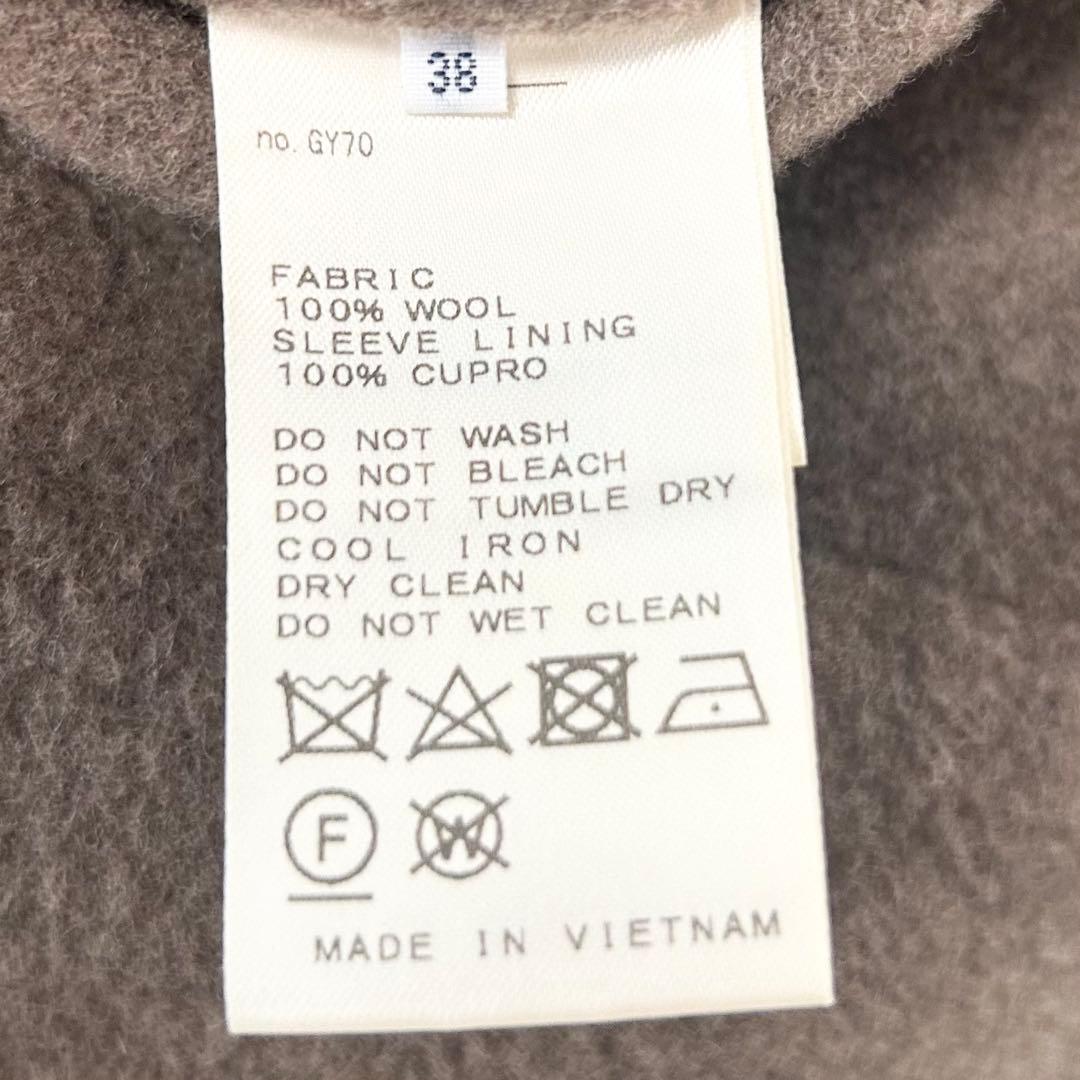 38
no. GY70
FABRIC
100% WOOL
SLEEVE LINING
100% CUPRO
DO NOT WASH
DO NOT BLEACH
DO NOT TUMBLE DRY
COOL IRON
DRY CLEAN
DO NOT WET CLEAN
F W
MADE IN VIETNAM